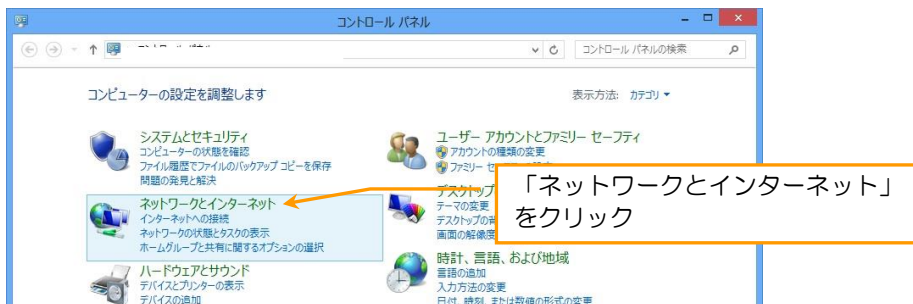 コントロール パネル
コントロール パネルの検索
コンピューターの設定を調整します
表示方法: カテゴリ
システムとセキュリティ
コンピューターの状態を確認
ファイル履歴でファイルのバックアップ コピーを保存
問題の発見と解決
ネットワークとインターネット
インターネットへの接続
ネットワークの状態とタスクの表示
ホームグループと共有に関するオプションの選択
ハードウェアとサウンド
デバイスとプリンターの表示
デバイスの追加
ユーザー アカウントとファミリー セーフティ
アカウントの種類の変更
ファミリー
デスクトップ
テーマの変更
デスクトップの
画面の解像度
時計、言語、および地域
言語の追加
入力方法の変更
日付、時刻、または数値の形式の変更
「ネットワークとインターネット」
をクリック